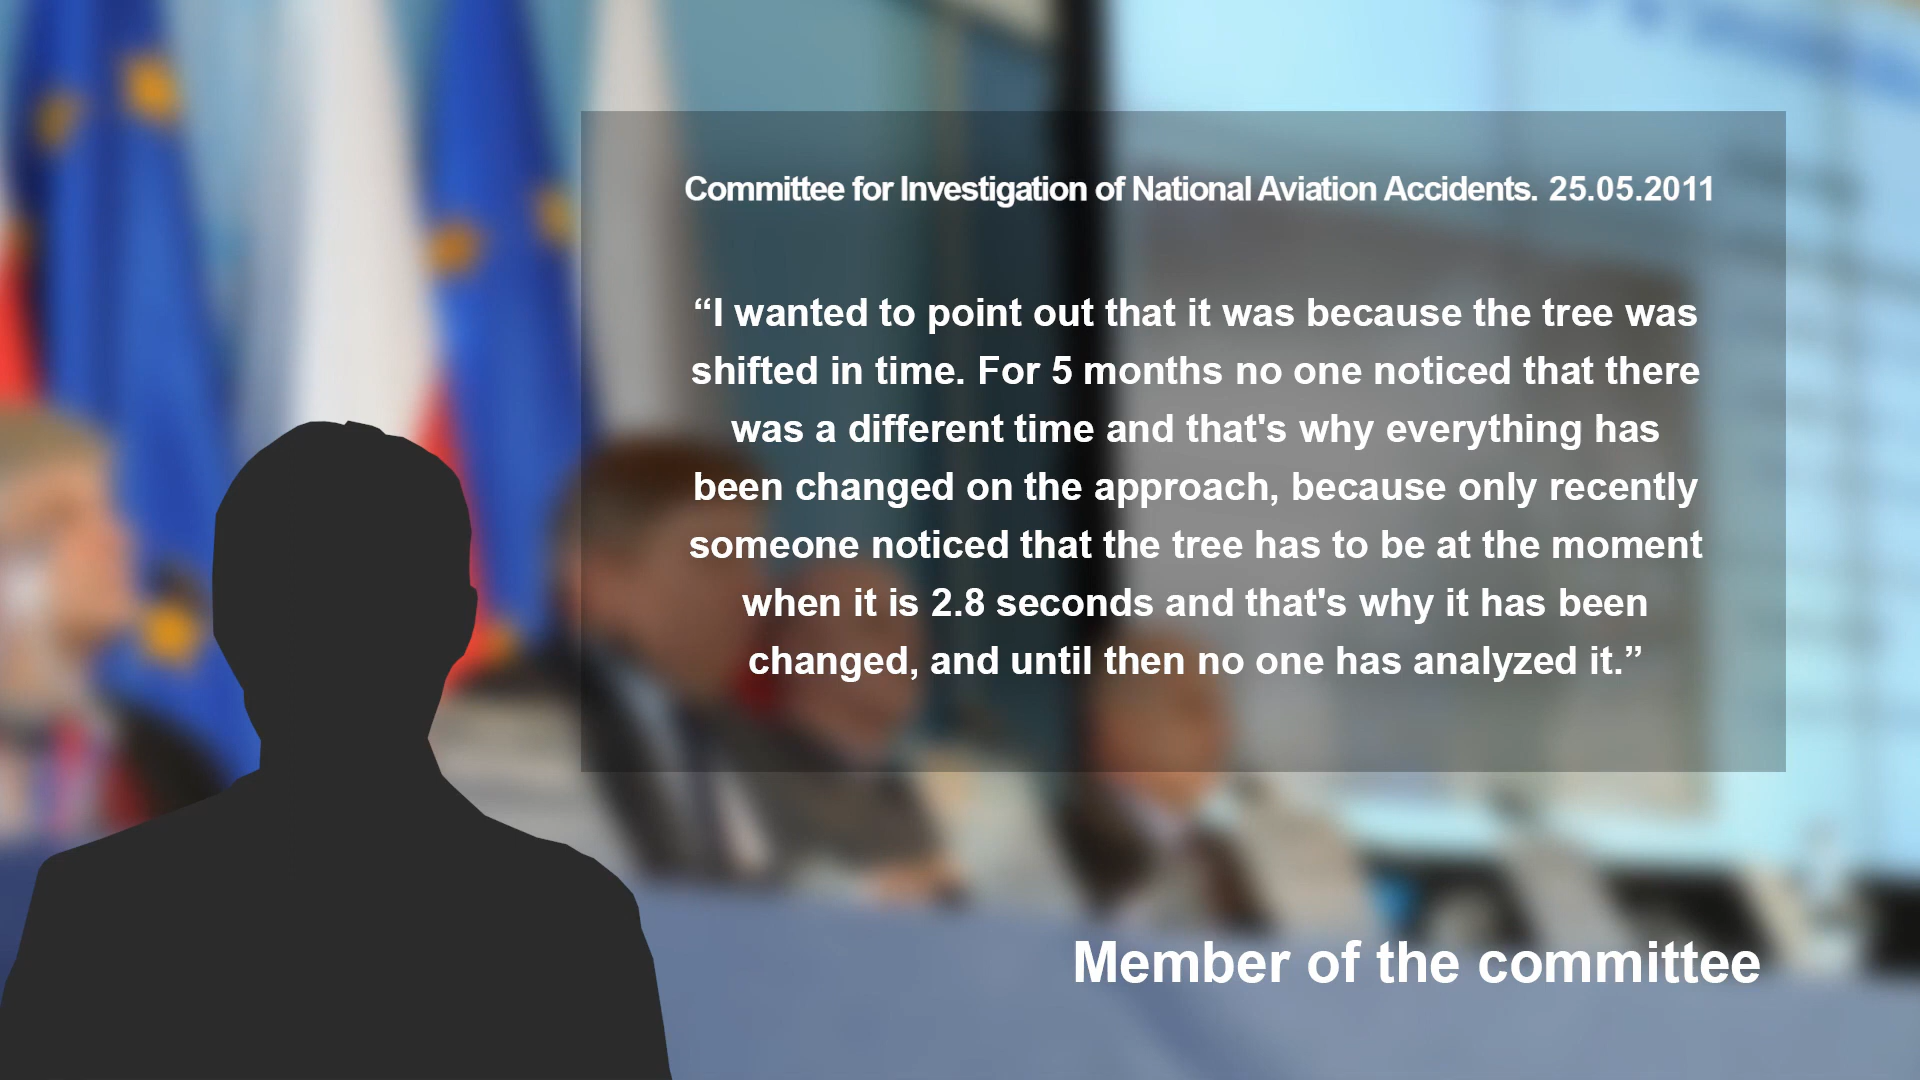 Committee for Investigation of National Aviation Accidents. 25.05.2011
“I wanted to point out that it was because the tree was
shifted in time. For 5 months no one noticed that there
was a different time and that's why everything has
been changed on the approach, because only recently
someone noticed that the tree has to be at the moment
when it is 2.8 seconds and that's why it has been
changed, and until then no one has analyzed it.”
Member of the committee